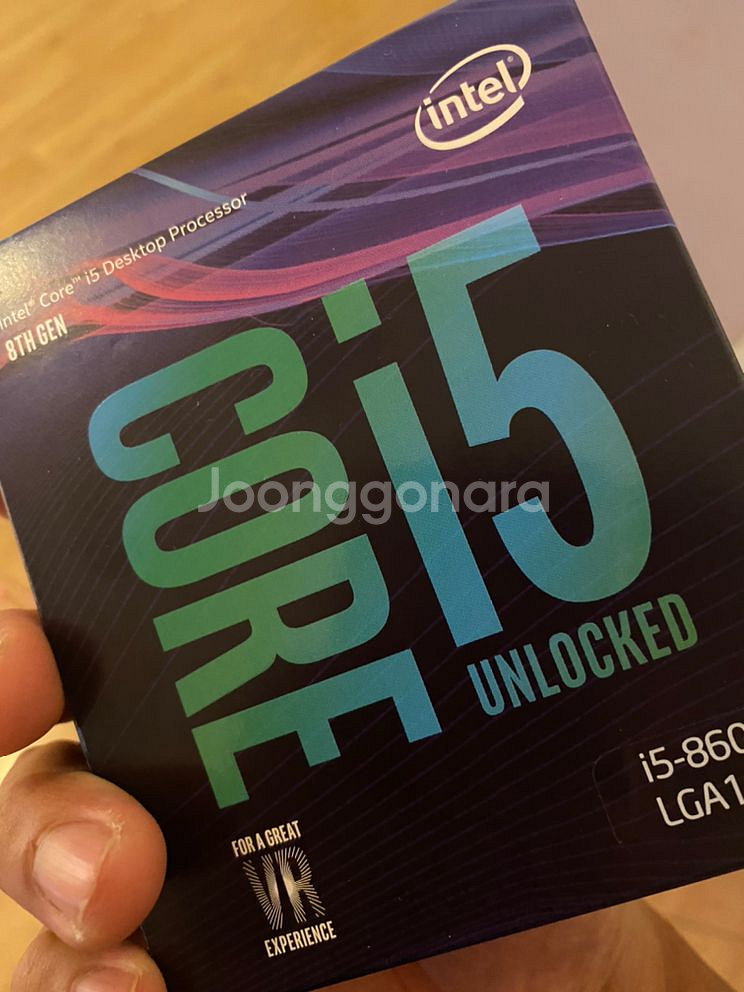 intel®
Intel® Core™ i5 Desktop Processor
8TH GEN
CORE i5
UNLOCKED
Joonggonara
i5-860
LGA1
FOR A GREAT
VR
EXPERIENCE